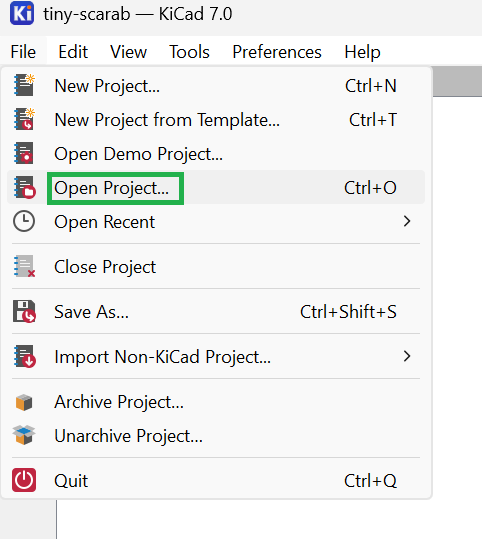 Ki tiny-scarab — KiCad 7.0
File Edit View Tools Preferences Help
New Project... Ctrl+N
New Project from Template... Ctrl+T
Open Demo Project...
Open Project... Ctrl+O
Open Recent
Close Project
Save As... Ctrl+Shift+S
Import Non-KiCad Project...
Archive Project...
Unarchive Project...
Quit Ctrl+Q